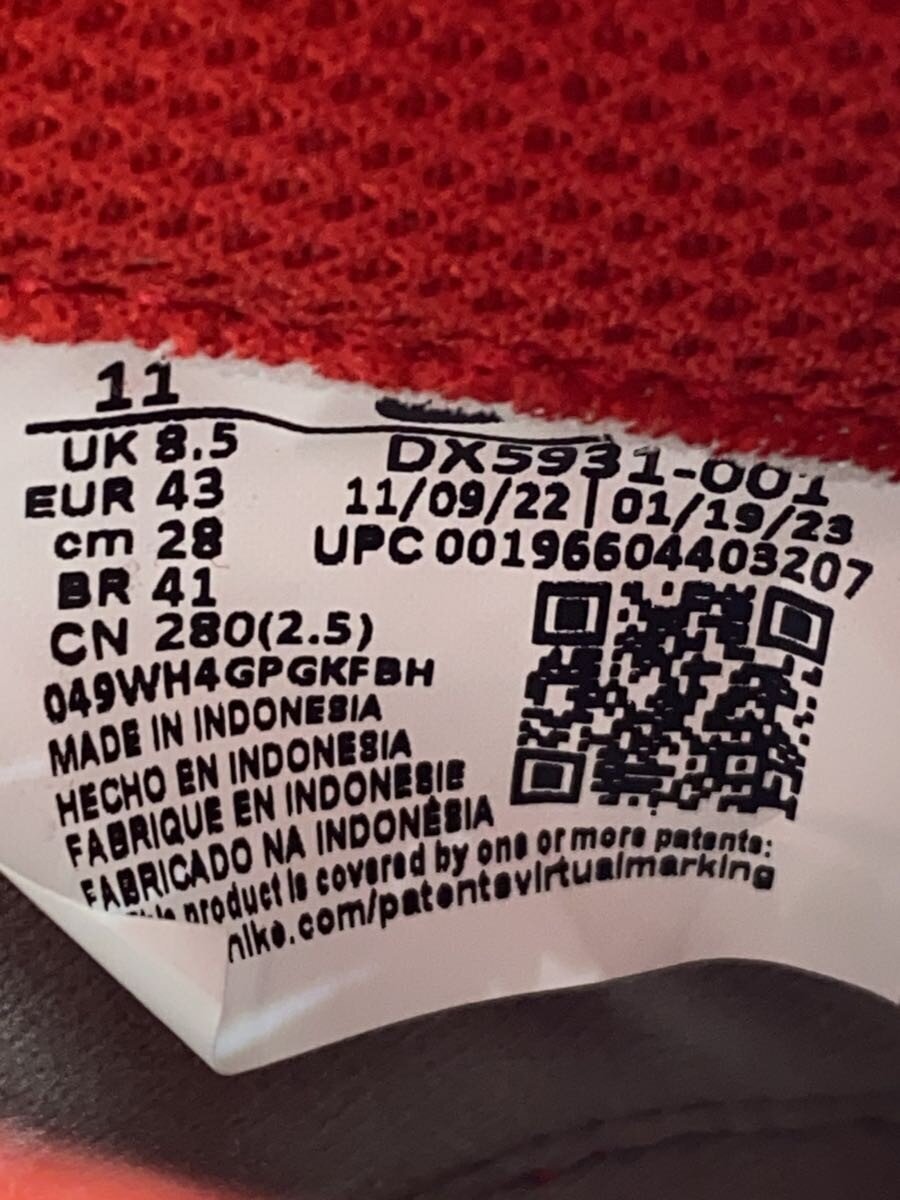 11
UK 8.5
EUR 43
cm 28
BR 41
CN 280(2.5)
DX5931-001
11/09/22 | 01/19/23
UPC 00196604403207
049WH4GPGKFBH
MADE IN INDONESIA
HECHO EN INDONESIA
FABRIQUE EN INDONESIE
FABRICADO NA INDONÉSIA
product is covered by one or more patents:
nike.com/patentsvirtualmarking